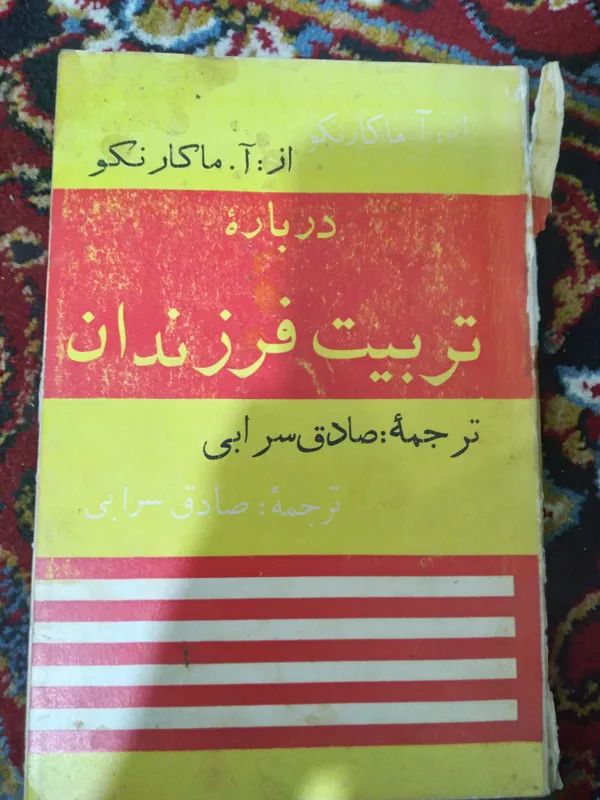 از: آ. ماکارنکو
از: آ. ماکارنکو
دربارهٔ
تربیت فرزندان
ترجمهٔ: صادق سرابی
ترجمهٔ: صادق سرابی